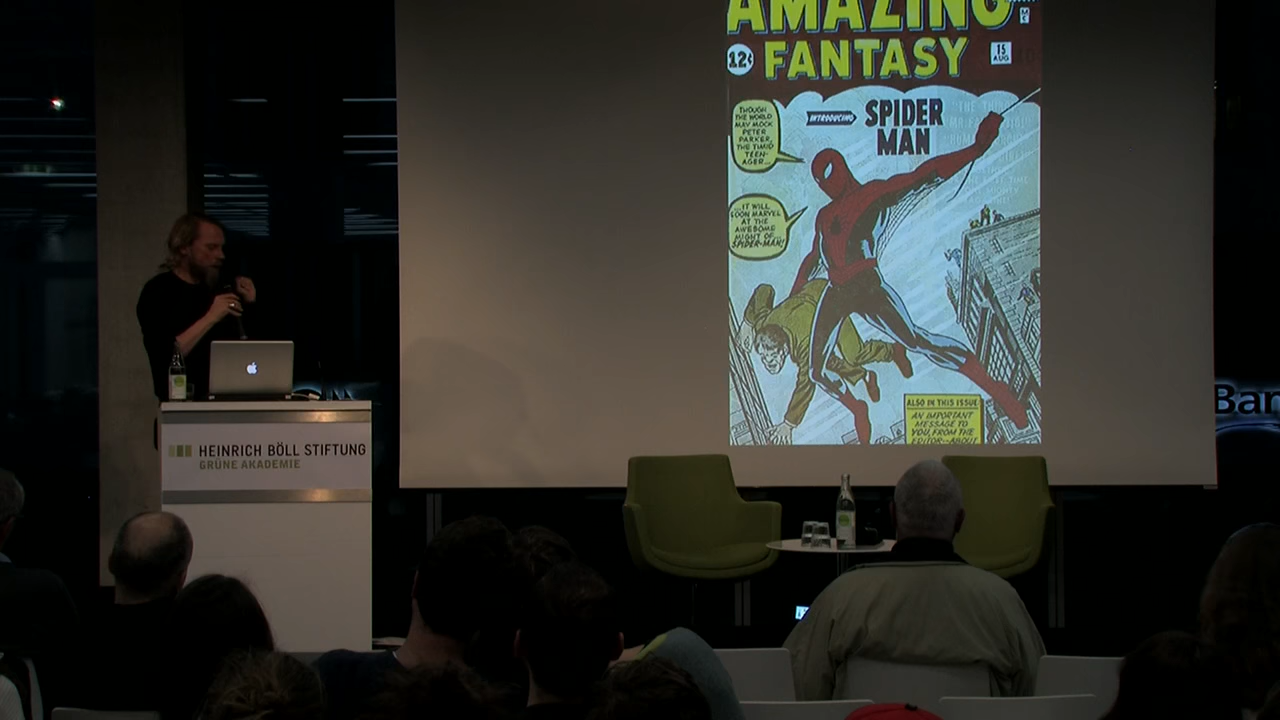 AMAZING
FANTASY
12¢
15
AUG
INTRODUCING
SPIDER
MAN
THOUGH
THE WORLD
MAY MOCK
PETER
PARKER,
THE TIMID
TEEN-
AGER...
...IT WILL
SOON MARVEL
AT THE
AWESOME
MIGHT OF...
SPIDER-MAN!
ALSO IN THIS ISSUE
AN IMPORTANT
MESSAGE TO
YOU, FROM THE
EDITOR--ABOUT
HEINRICH BÖLL STIFTUNG
GRÜNE AKADEMIE
Ban